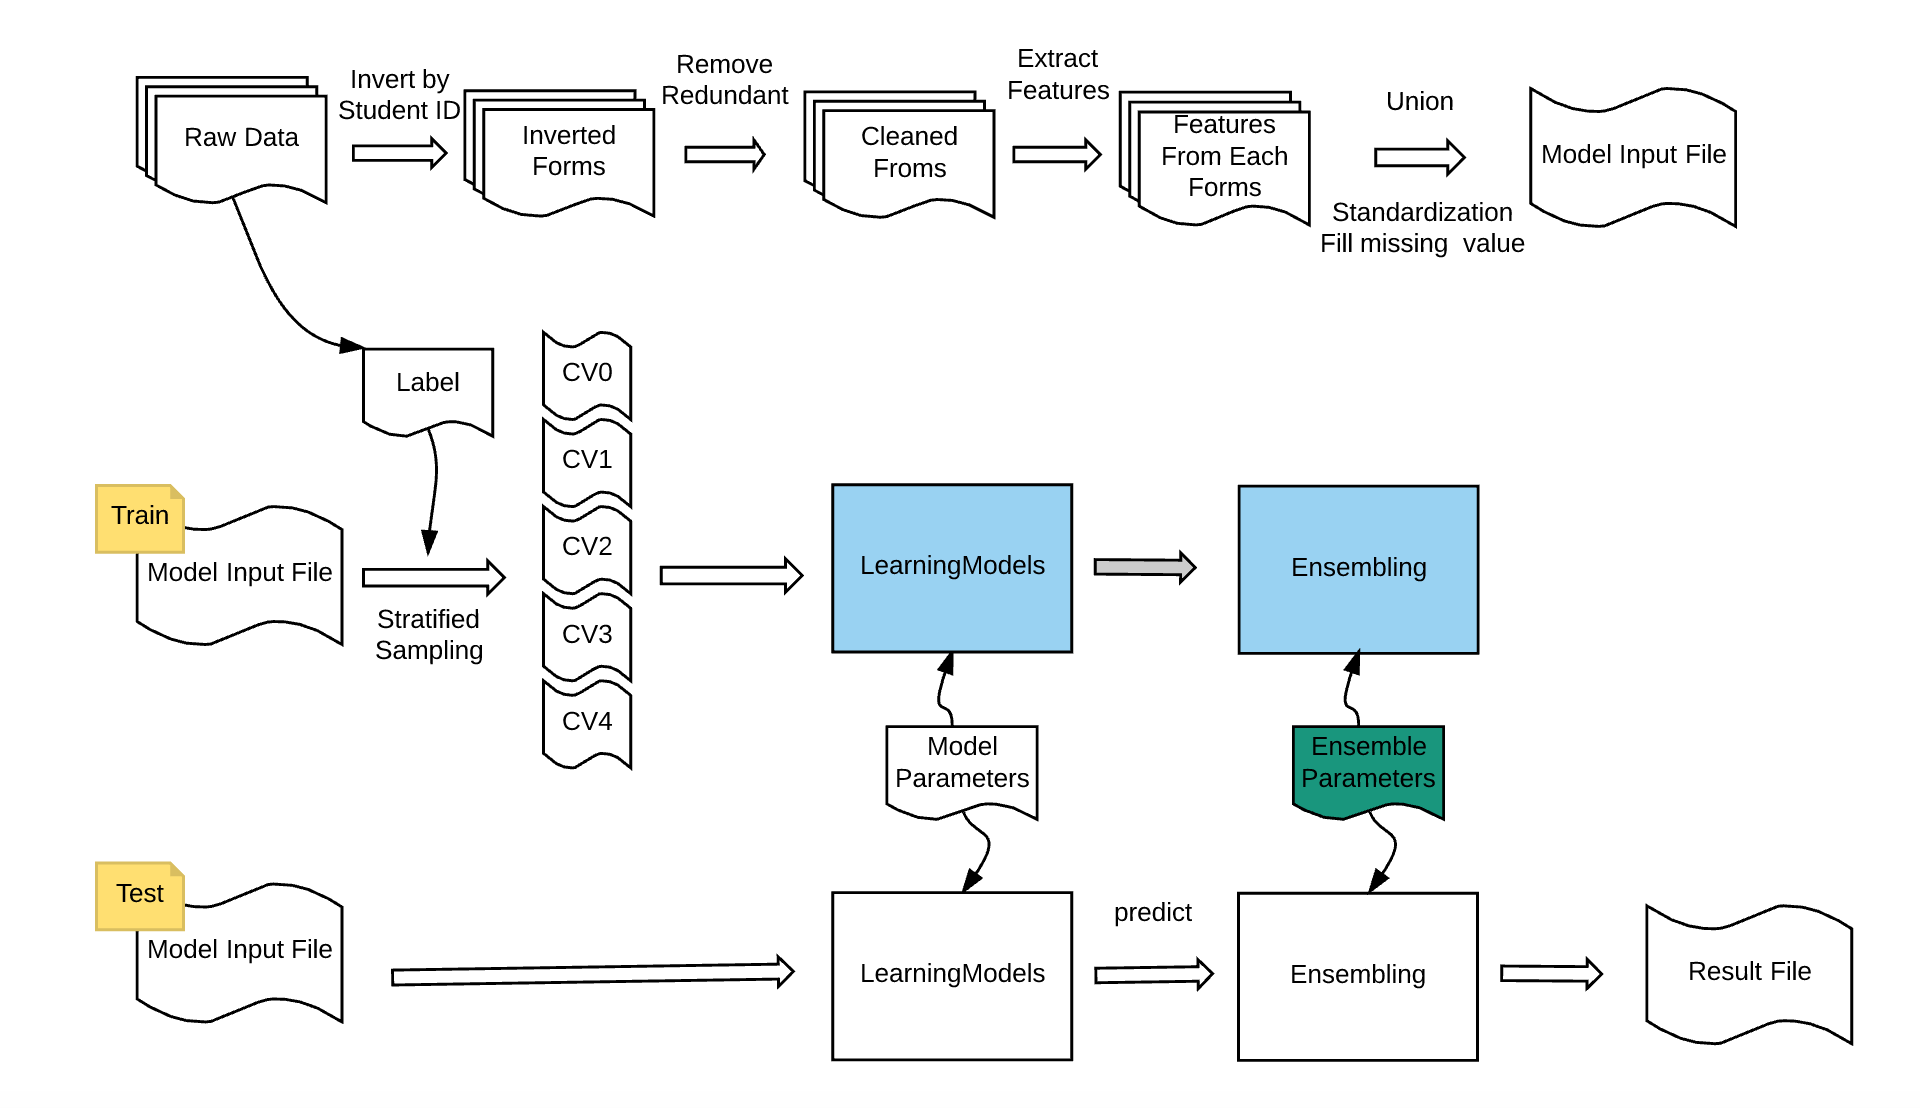 Raw Data
Invert by
Student ID
Inverted
Forms
Remove
Redundant
Cleaned
Froms
Extract
Features
Features
From Each
Forms
Union
Standardization
Fill missing  value
Model Input File
Label
Train
Model Input File
Stratified
Sampling
CV0
CV1
CV2
CV3
CV4
LearningModels
Ensembling
Model
Parameters
Ensemble
Parameters
Test
Model Input File
LearningModels
predict
Ensembling
Result File